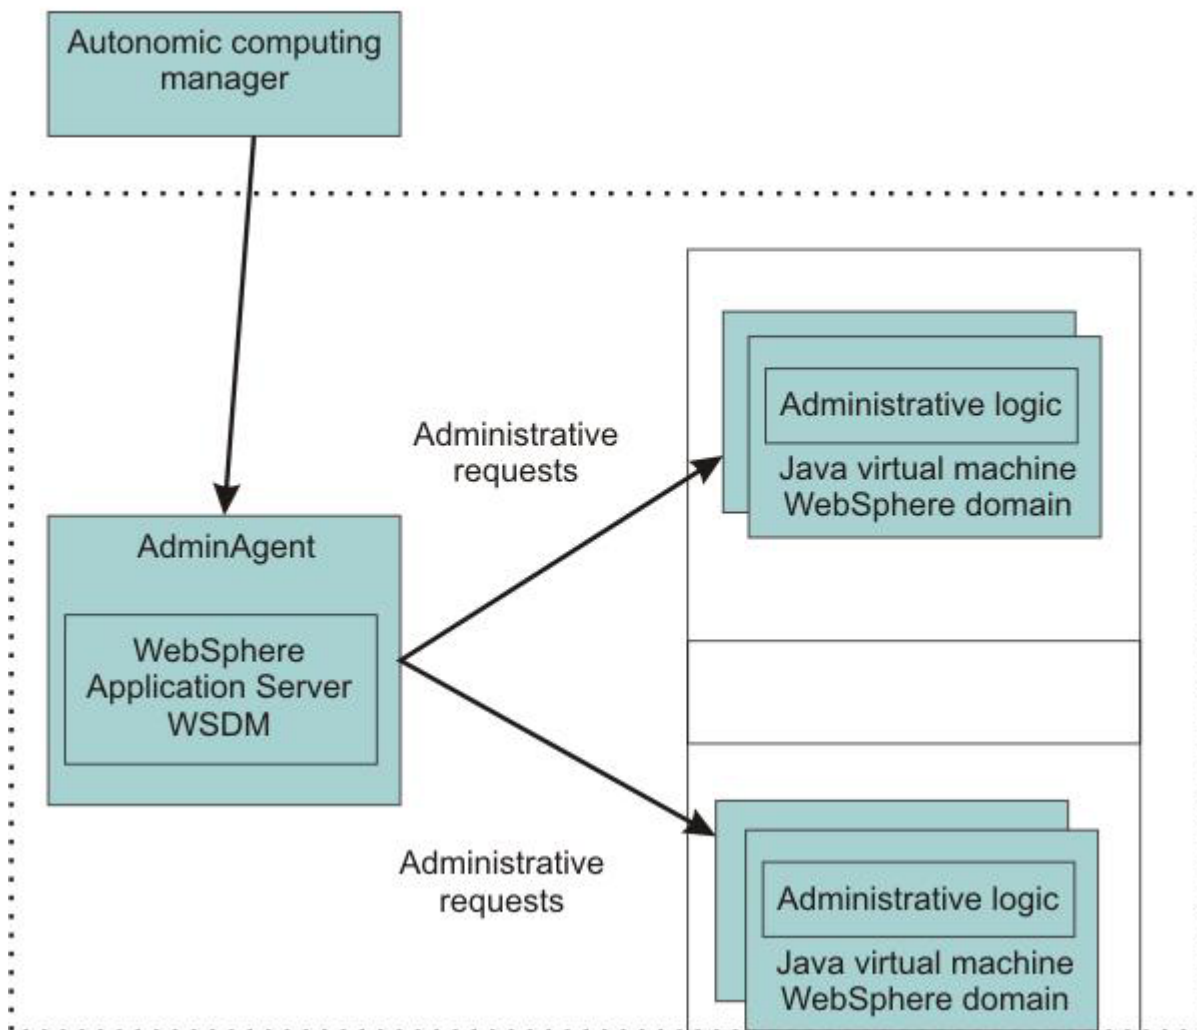 Autonomic computing
manager
Administrative logic
Java virtual machine
WebSphere domain
Administrative
requests
AdminAgent
WebSphere
Application Server
WSDM
Administrative
requests
Administrative logic
Java virtual machine
WebSphere domain